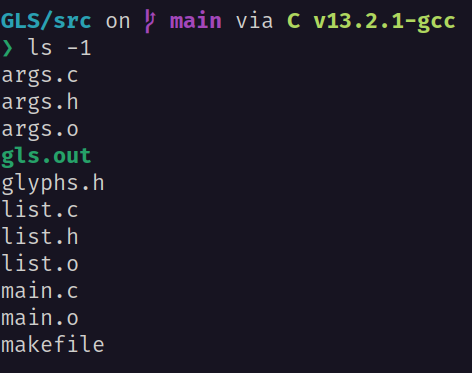 GLS/src on main via C v13.2.1-gcc
❯ ls -1
args.c
args.h
args.o
gls.out
glyphs.h
list.c
list.h
list.o
main.c
main.o
makefile